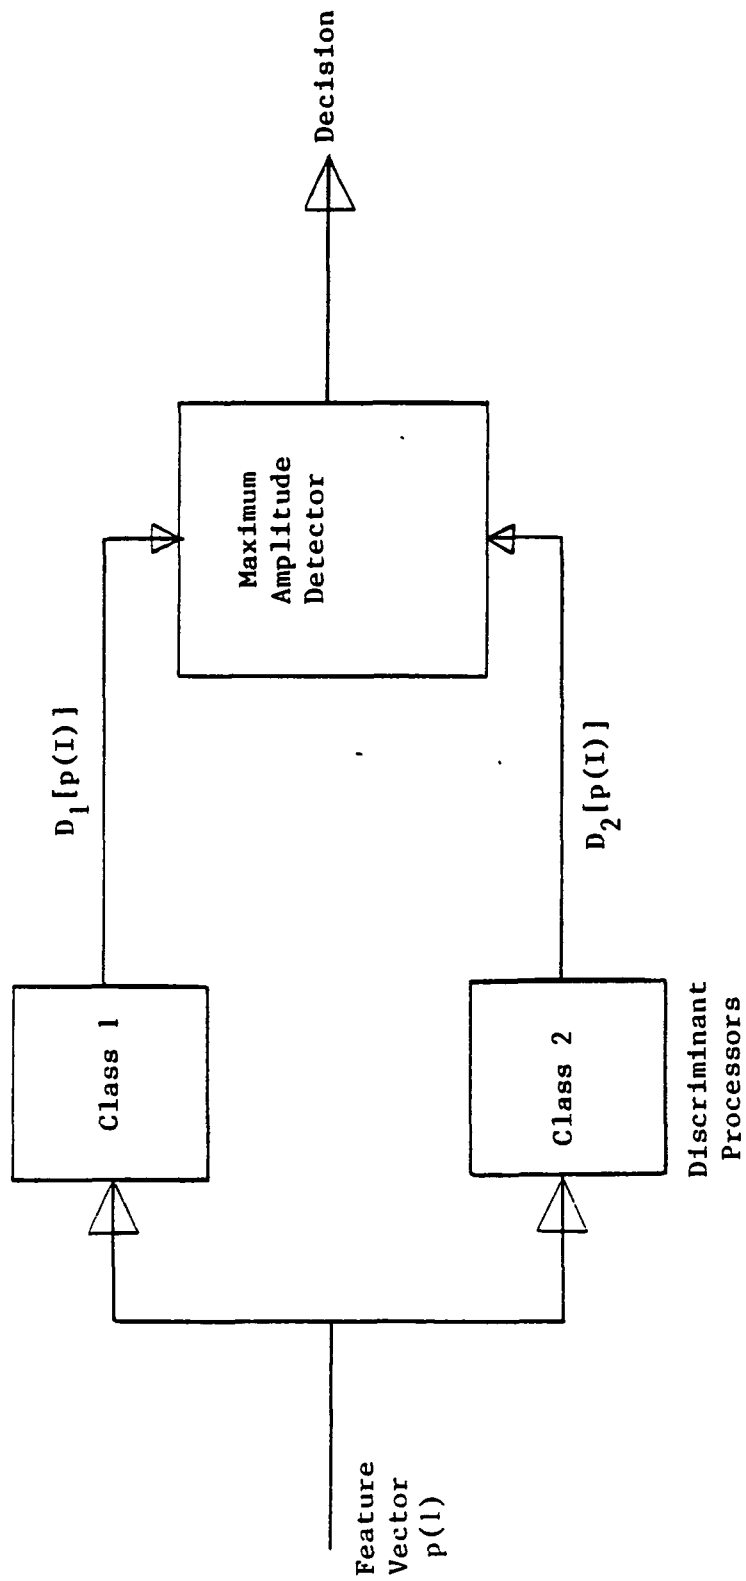 Feature
Vector
p(l)
Class 1
D1[p(I)]
Class 2
D2[p(I)]
Discriminant
Processors
Maximum
Amplitude
Detector
Decision